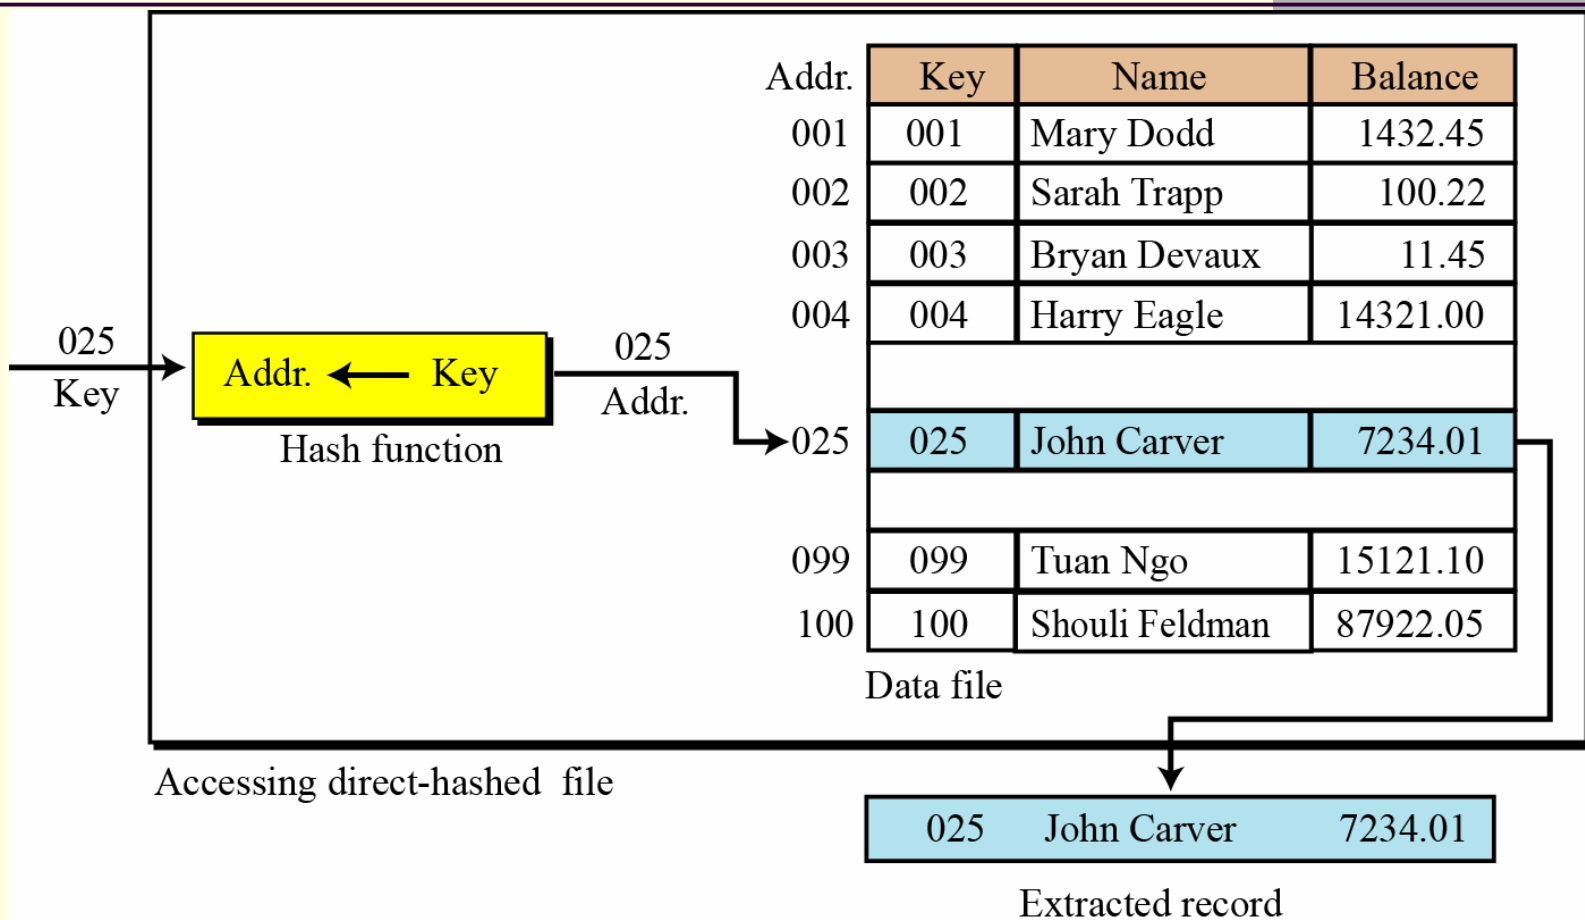 Addr. Key Name Balance
001 001 Mary Dodd 1432.45
002 002 Sarah Trapp 100.22
003 003 Bryan Devaux 11.45
004 004 Harry Eagle 14321.00
025
Key
Addr. ← Key
Hash function
025
Addr.
025 025 John Carver 7234.01
099 099 Tuan Ngo 15121.10
100 100 Shouli Feldman 87922.05
Data file
Accessing direct-hashed file
025 John Carver 7234.01
Extracted record